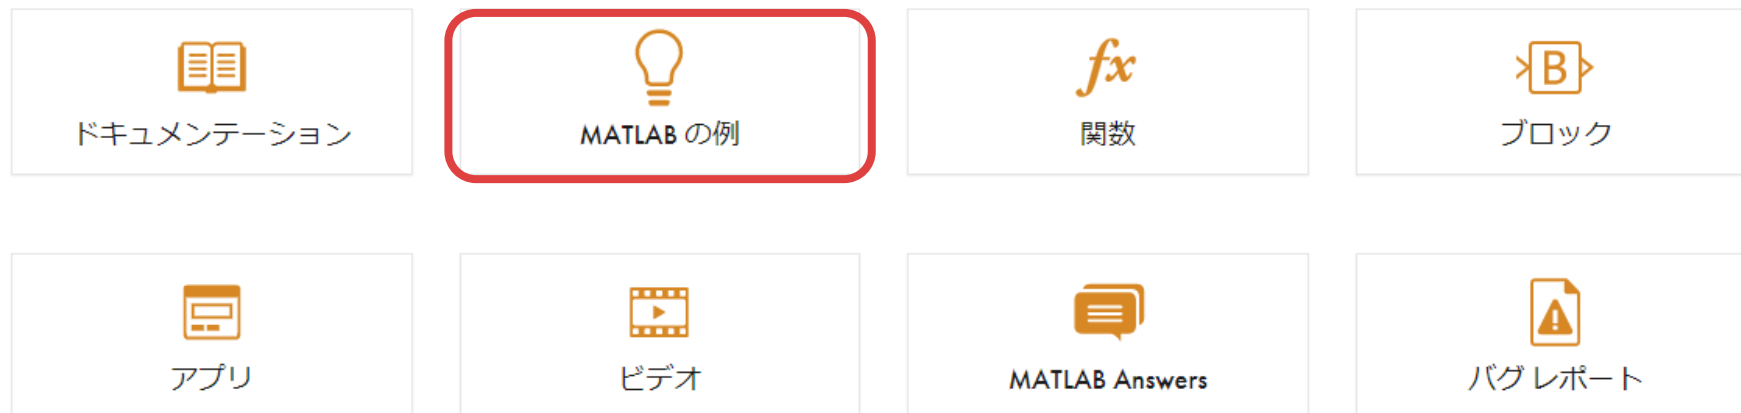 ドキュメンテーション
MATLAB の例
fx
関数
B
ブロック
アプリ
ビデオ
MATLAB Answers
バグ レポート